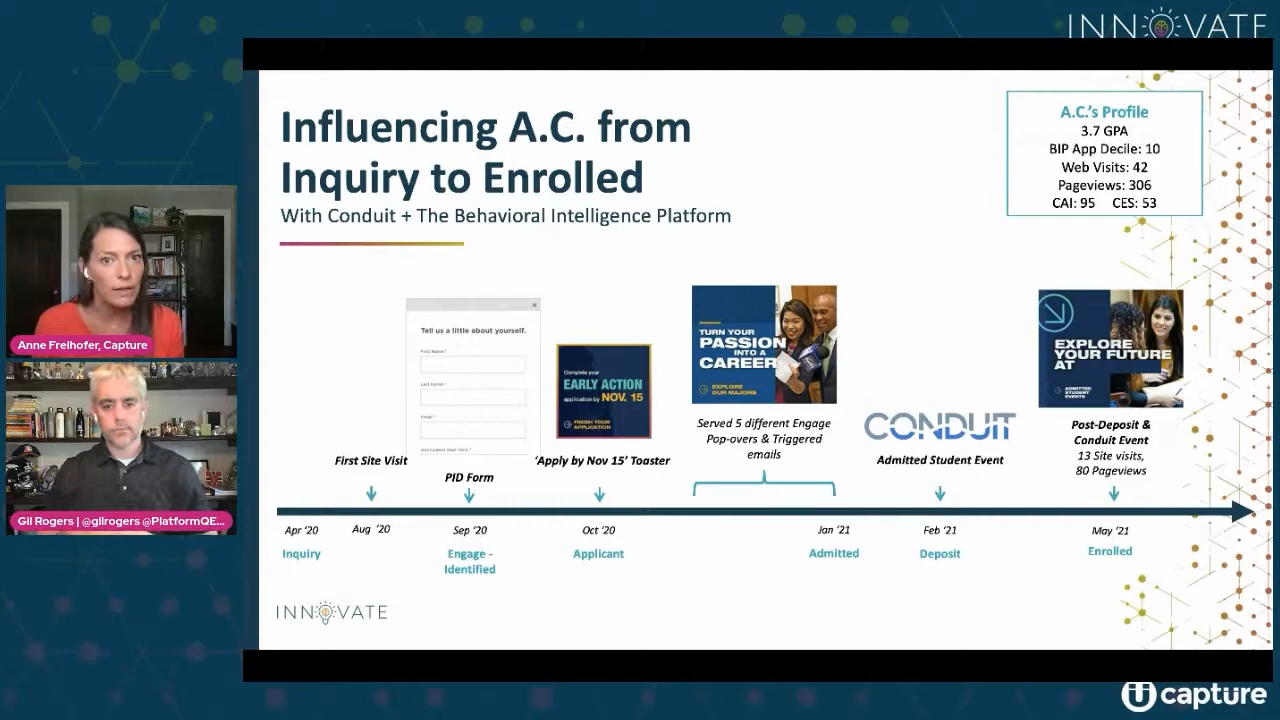 INNOVATE
Influencing A.C. from
Inquiry to Enrolled
With Conduit + The Behavioral Intelligence Platform
A.C.'s Profile
3.7 GPA
BIP App Decile: 10
Web Visits: 42
Pageviews: 306
CAI: 95 CES: 53
Anne Freihofer, Capture
Gil Rogers | @gilrogers @PlatformQE...
Tell us a little about yourself.
First Name *
Last Name *
Email *
Complete your
EARLY ACTION
application by NOV. 15
FINISH YOUR
APPLICATION
TURN YOUR
PASSION
INTO A
CAREER
EXPLORE
OUR MAJORS
EXPLORE
YOUR FUTURE
AT
ADMITTED
STUDENT
EVENTS
First Site Visit
PID Form
'Apply by Nov 15' Toaster
Served 5 different Engage
Pop-overs & Triggered
emails
CONDUIT
Admitted Student Event
Post-Deposit &
Conduit Event
13 Site visits,
80 Pageviews
Apr '20
Aug '20
Sep '20
Oct '20
Jan '21
Feb '21
May '21
Inquiry
Engage -
Identified
Applicant
Admitted
Deposit
Enrolled
INNOVATE
capture